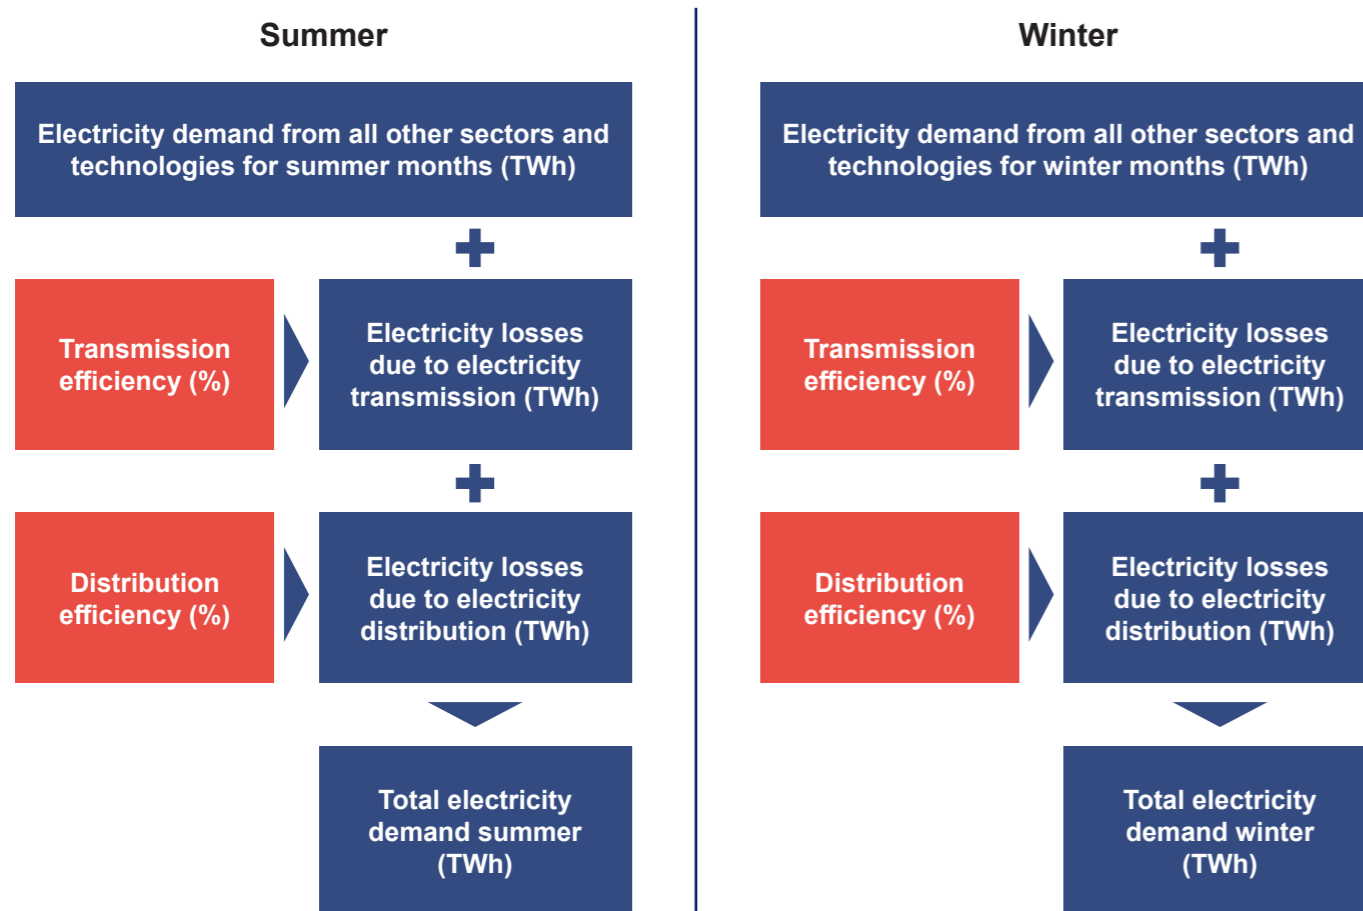 Summer
Electricity demand from all other sectors and
technologies for summer months (TWh)
Transmission
efficiency (%)
Electricity losses
due to electricity
transmission (TWh)
Distribution
efficiency (%)
Electricity losses
due to electricity
distribution (TWh)
Total electricity
demand summer
(TWh)
Winter
Electricity demand from all other sectors and
technologies for winter months (TWh)
Transmission
efficiency (%)
Electricity losses
due to electricity
transmission (TWh)
Distribution
efficiency (%)
Electricity losses
due to electricity
distribution (TWh)
Total electricity
demand winter
(TWh)